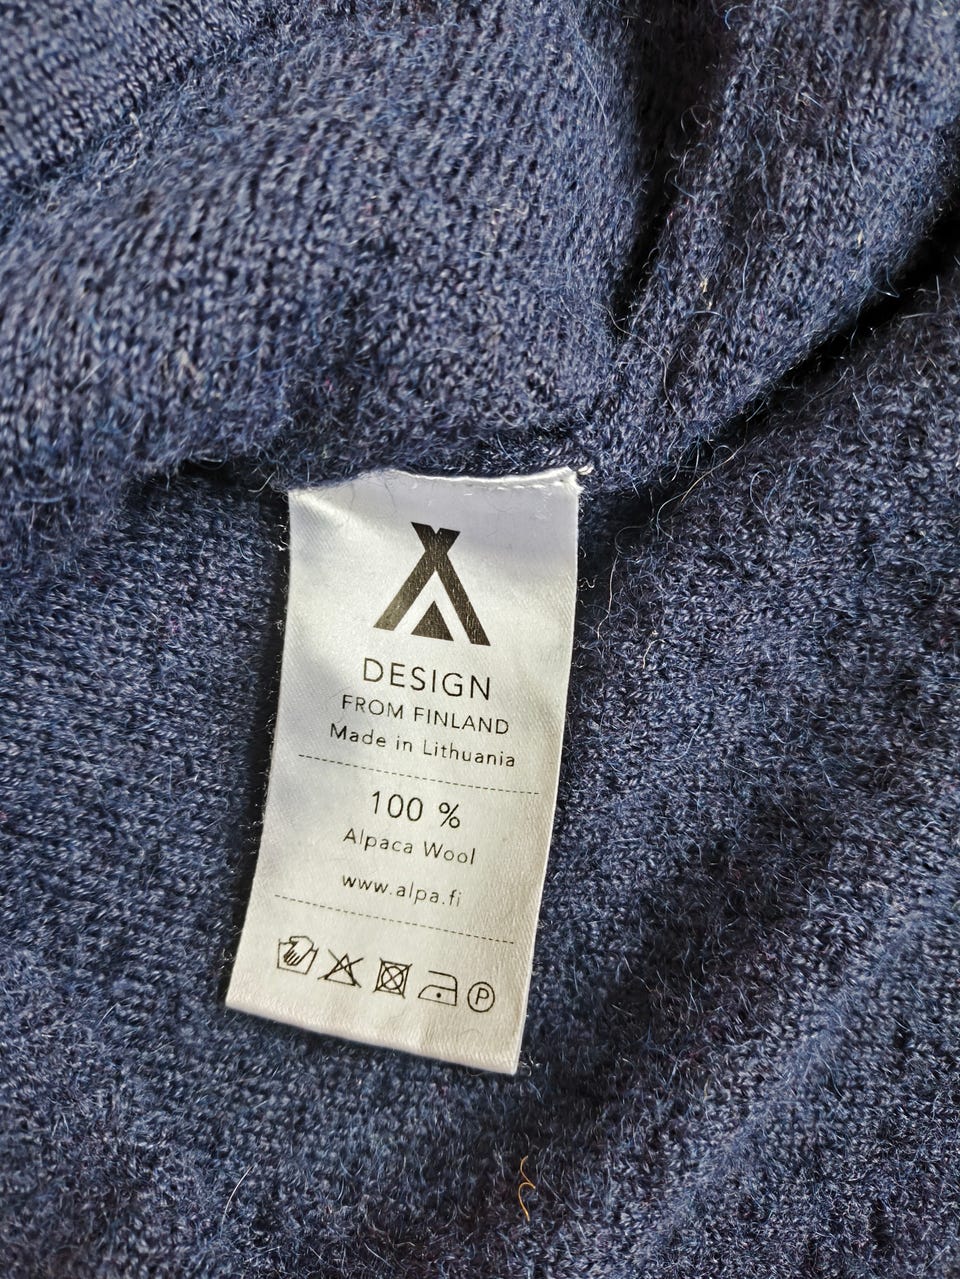 DESIGN
FROM FINLAND
Made in Lithuania
100 %
Alpaca Wool
www.alpa.fi
P